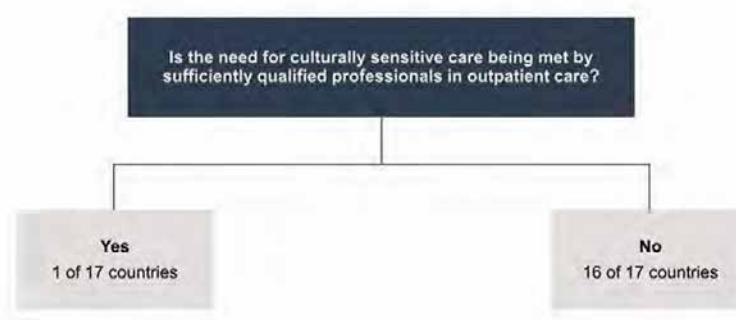 Is the need for culturally sensitive care being met by
sufficiently qualified professionals in outpatient care?
Yes
1 of 17 countries
No
16 of 17 countries